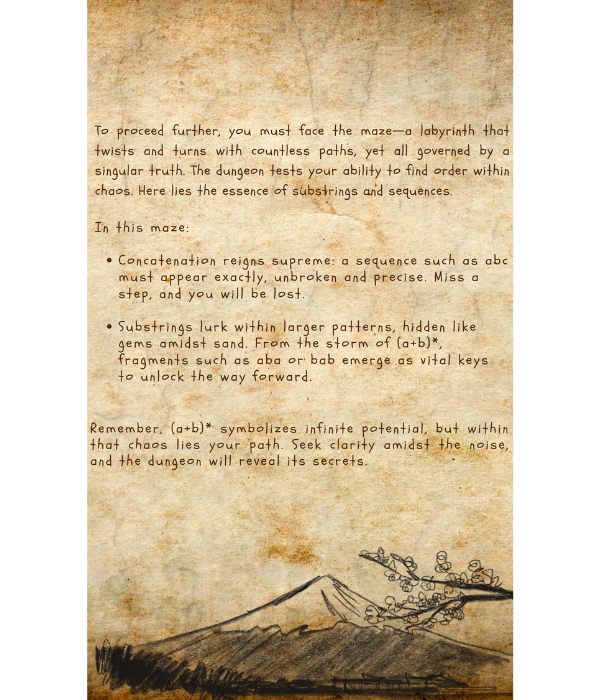 To proceed further, you must face the maze—a labyrinth that
twists and turns with countless paths, yet all governed by a
singular truth. The dungeon tests your ability to find order within
chaos. Here lies the essence of substrings and sequences.
In this maze:
• Concatenation reigns supreme: a sequence such as abc
must appear exactly, unbroken and precise. Miss a
step, and you will be lost.
• Substrings lurk within larger patterns, hidden like
gems amidst sand. From the storm of (a+b)*,
fragments such as aba or bab emerge as vital keys
to unlock the way forward.
Remember, (a+b)* symbolizes infinite potential, but within
that chaos lies your path. Seek clarity amidst the noise,
and the dungeon will reveal its secrets.